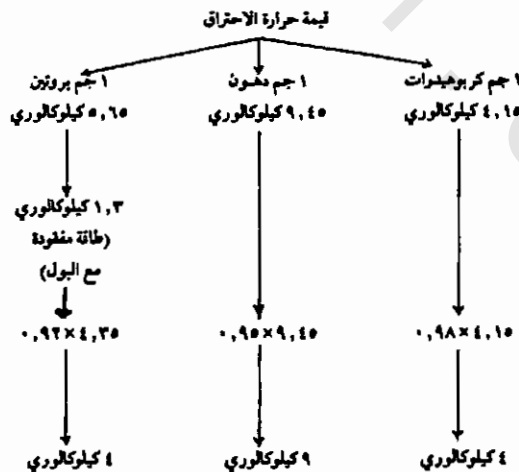 قيمة حرارة الاحتراق
١ جم كربوهيدرات
٤,١٥ كيلوكالوري
١ جم دهون
٩,٤٥ كيلوكالوري
١ جم بروتين
٥,٦٥ كيلوكالوري
١,٣ كيلوكالوري
(طاقة مفقودة
مع البول)
٠,٩٨×٤,١٥
٠,٩٥×٩,٤٥
٠,٩٢×٤,٣٥
٤ كيلوكالوري
٩ كيلوكالوري
٤ كيلوكالوري